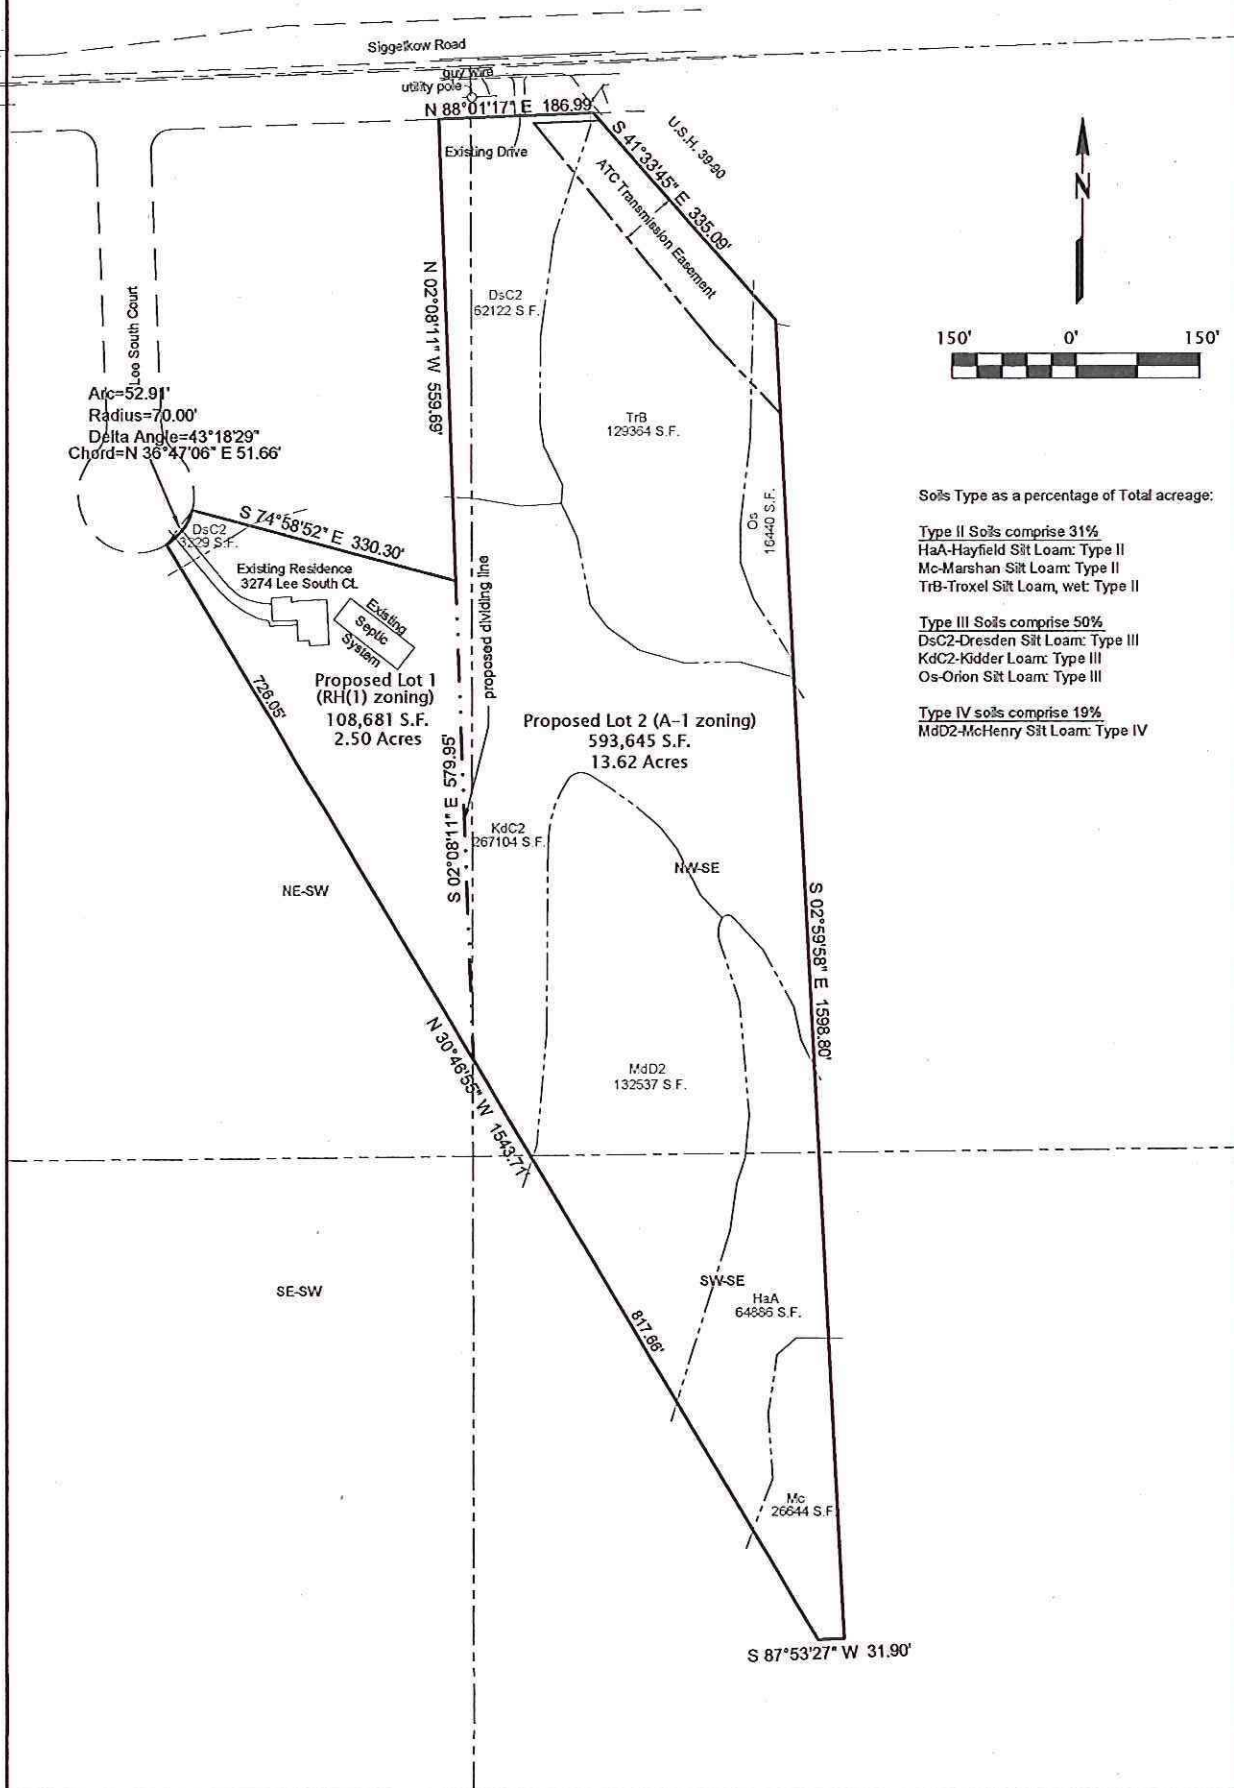 Siggelkow Road
guy wire
utility pole
N 88°01'17" E 186.99'
Existing Drive
S 41°33'45" E 335.09'
U.S.H. 39-90
ATC Transmission Easement
N
150' 0' 150'
N 02°08'11" W 559.69'
DsC2
62122 S.F.
Lee South Court
Arc=52.91'
Radius=70.00'
Delta Angle=43°18'29"
Chord=N 36°47'06" E 51.66'
TrB
129364 S.F.
Os
16440 S.F.
Soils Type as a percentage of Total acreage:
Type II Soils comprise 31%
HaA-Hayfield Silt Loam: Type II
Mc-Marshan Silt Loam: Type II
TrB-Troxel Silt Loam, wet: Type II
Type III Soils comprise 50%
DsC2-Dresden Silt Loam: Type III
KdC2-Kidder Loam: Type III
Os-Orion Silt Loam: Type III
Type IV soils comprise 19%
MdD2-McHenry Silt Loam: Type IV
S 74°58'52" E 330.30'
DsC2
3229 S.F.
Existing Residence
3274 Lee South Ct.
Existing
Septic
System
proposed dividing line
726.05'
Proposed Lot 1
(RH(1) zoning)
108,681 S.F.
2.50 Acres
Proposed Lot 2 (A-1 zoning)
593,645 S.F.
13.62 Acres
S 02°08'11" E 579.95'
KdC2
267104 S.F.
NW-SE
NE-SW
S 02°59'58" E 1598.80'
N 30°46'55" W 1543.71'
MdD2
132537 S.F.
SE-SW
SW-SE
HaA
64886 S.F.
817.66'
Mc
26644 S.F.
S 87°53'27" W 31.90'